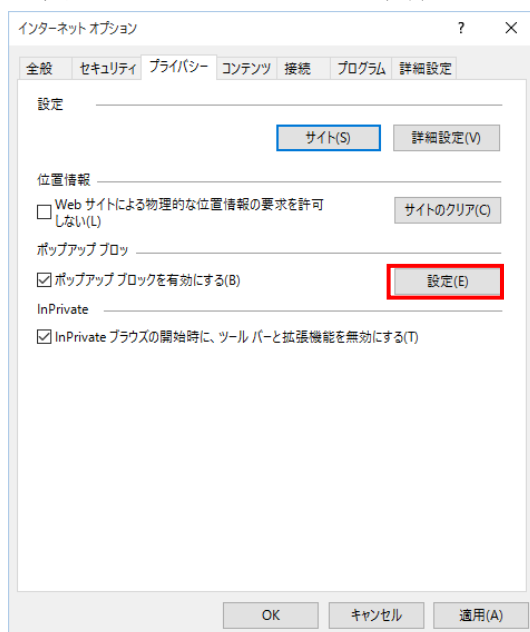 インターネット オプション ? ×
全般 セキュリティ プライバシー コンテンツ 接続 プログラム 詳細設定
設定
サイト(S) 詳細設定(V)
位置情報
Web サイトによる物理的な位置情報の要求を許可
しない(L)
サイトのクリア(C)
ポップアップ ブロッ
ポップアップ ブロックを有効にする(B) 設定(E)
InPrivate
InPrivate ブラウズの開始時に、ツール バーと拡張機能を無効にする(T)
OK キャンセル 適用(A)